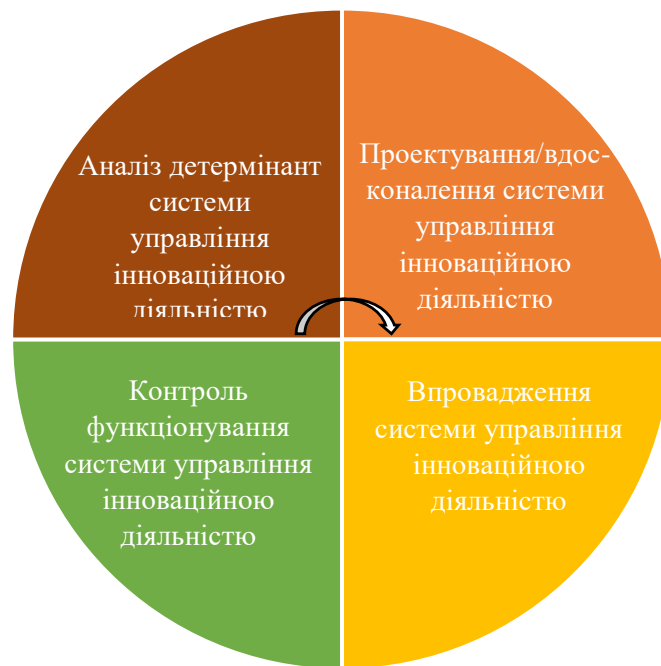 Аналіз детермінант
системи
управління
інноваційною
діяльністю
Проектування/вдос-
коналення системи
управління
інноваційною
діяльністю
Контроль
функціонування
системи управління
інноваційною
діяльністю
Впровадження
системи управління
інноваційною
діяльністю